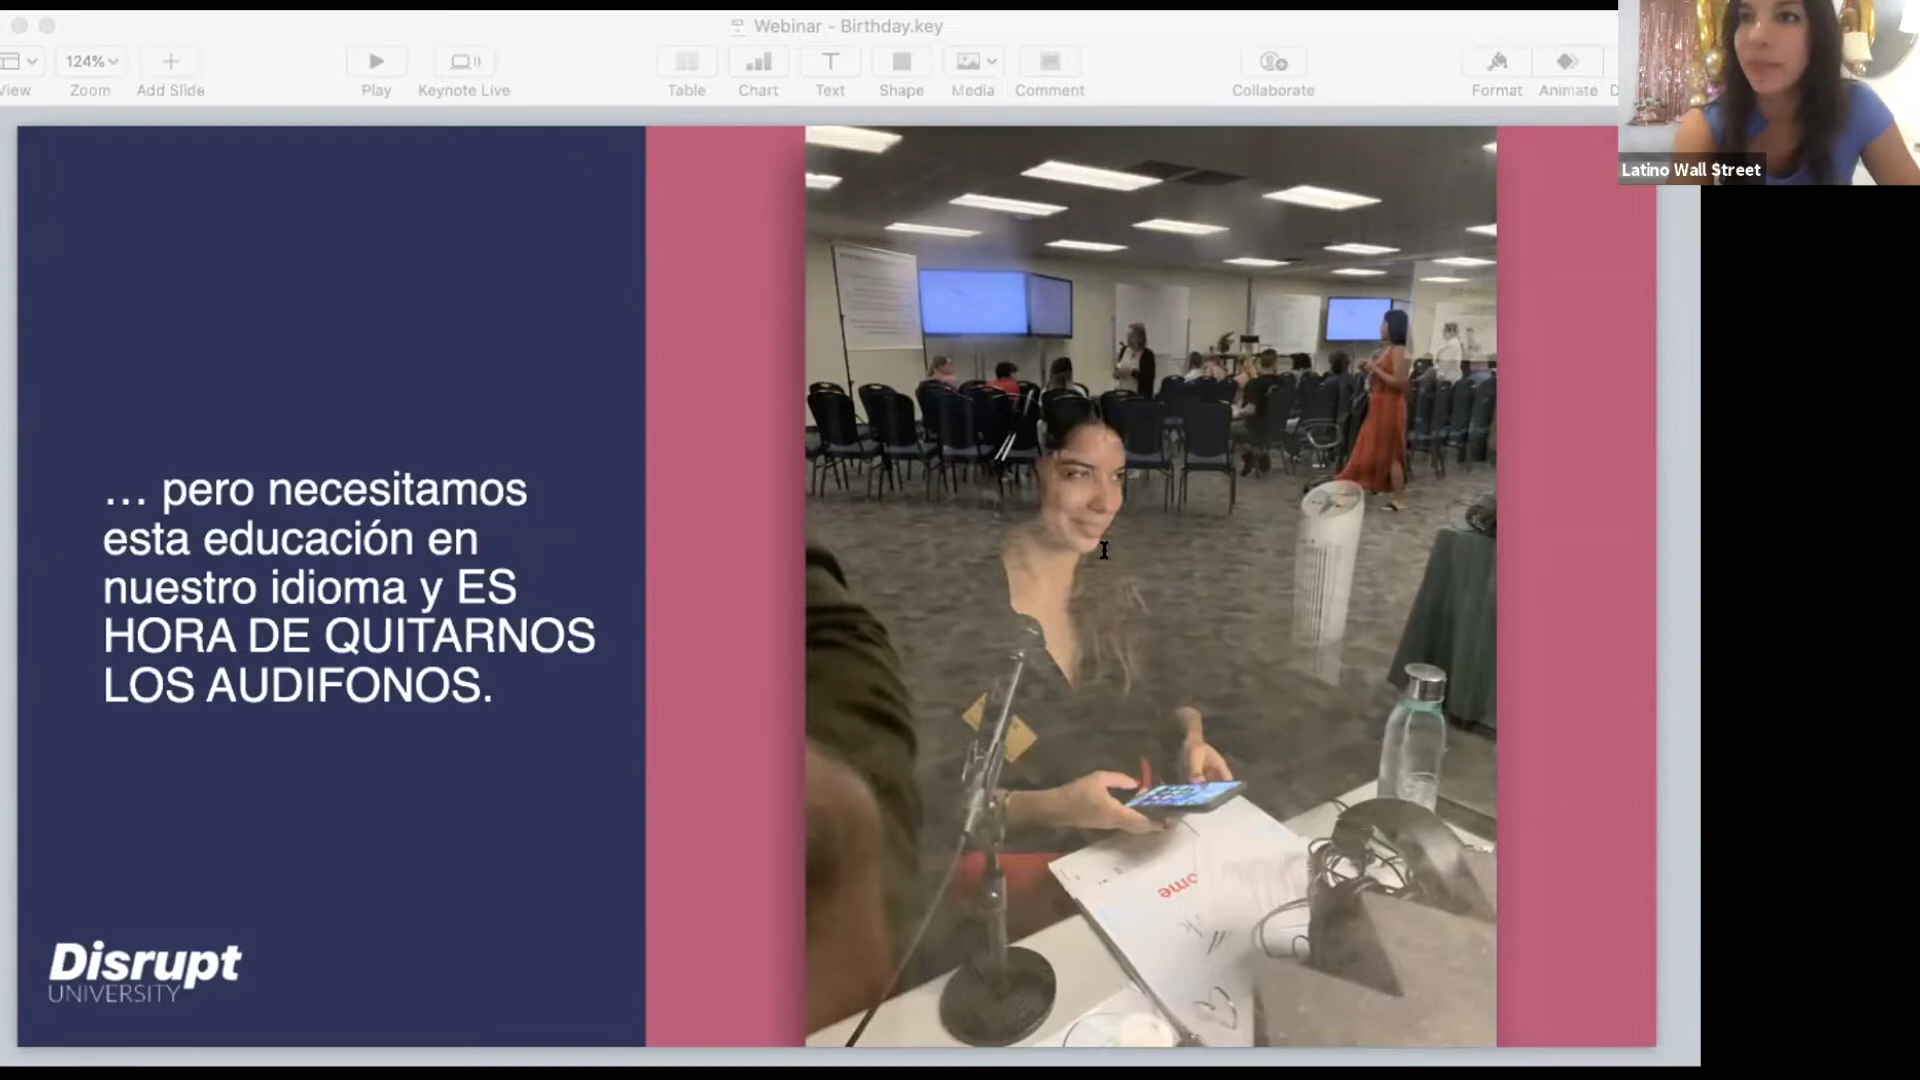 Webinar - Birthday.key
124%
View
Zoom
Add Slide
Play
Keynote Live
Table
Chart
Text
Shape
Media
Comment
Collaborate
Format
Animate
Latino Wall Street
… pero necesitamos
esta educación en
nuestro idioma y ES
HORA DE QUITARNOS
LOS AUDIFONOS.
Disrupt
UNIVERSITY